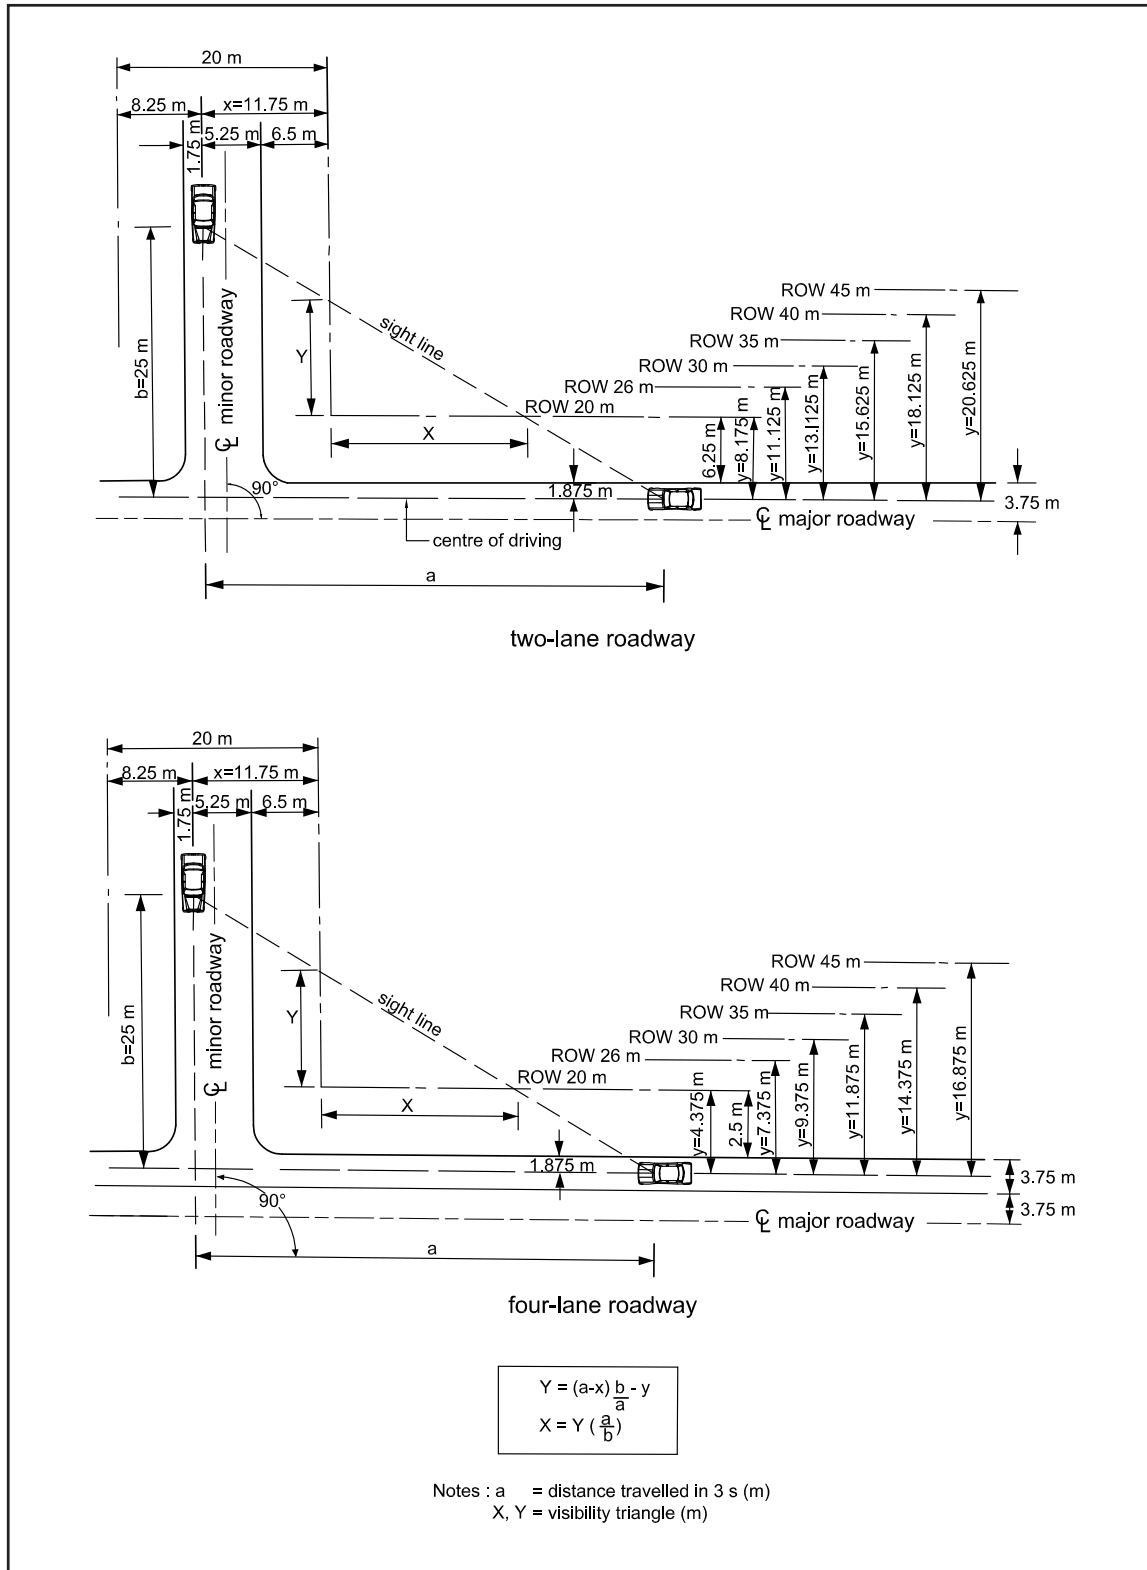 20 m
8.25 m
x=11.75 m
1.75 m
5.25 m
6.5 m
b=25 m
℄ minor roadway
Y
sight line
X
ROW 45 m
ROW 40 m
ROW 35 m
ROW 30 m
ROW 26 m
ROW 20 m
6.25 m
y=8.175 m
y=11.125 m
y=13.I125 m
y=15.625 m
y=18.125 m
y=20.625 m
90°
1.875 m
3.75 m
℄ major roadway
centre of driving
a
two-lane roadway
20 m
8.25 m
x=11.75 m
1.75 m
5.25 m
6.5 m
b=25 m
℄ minor roadway
Y
sight line
X
ROW 45 m
ROW 40 m
ROW 35 m
ROW 30 m
ROW 26 m
ROW 20 m
y=4.375 m
2.5 m
y=7.375 m
y=9.375 m
y=11.875 m
y=14.375 m
y=16.875 m
1.875 m
3.75 m
3.75 m
90°
℄ major roadway
a
four-lane roadway
Y = (a-x) b/a - y
X = Y ( a/b )
Notes : a = distance travelled in 3 s (m)
X, Y = visibility triangle (m)